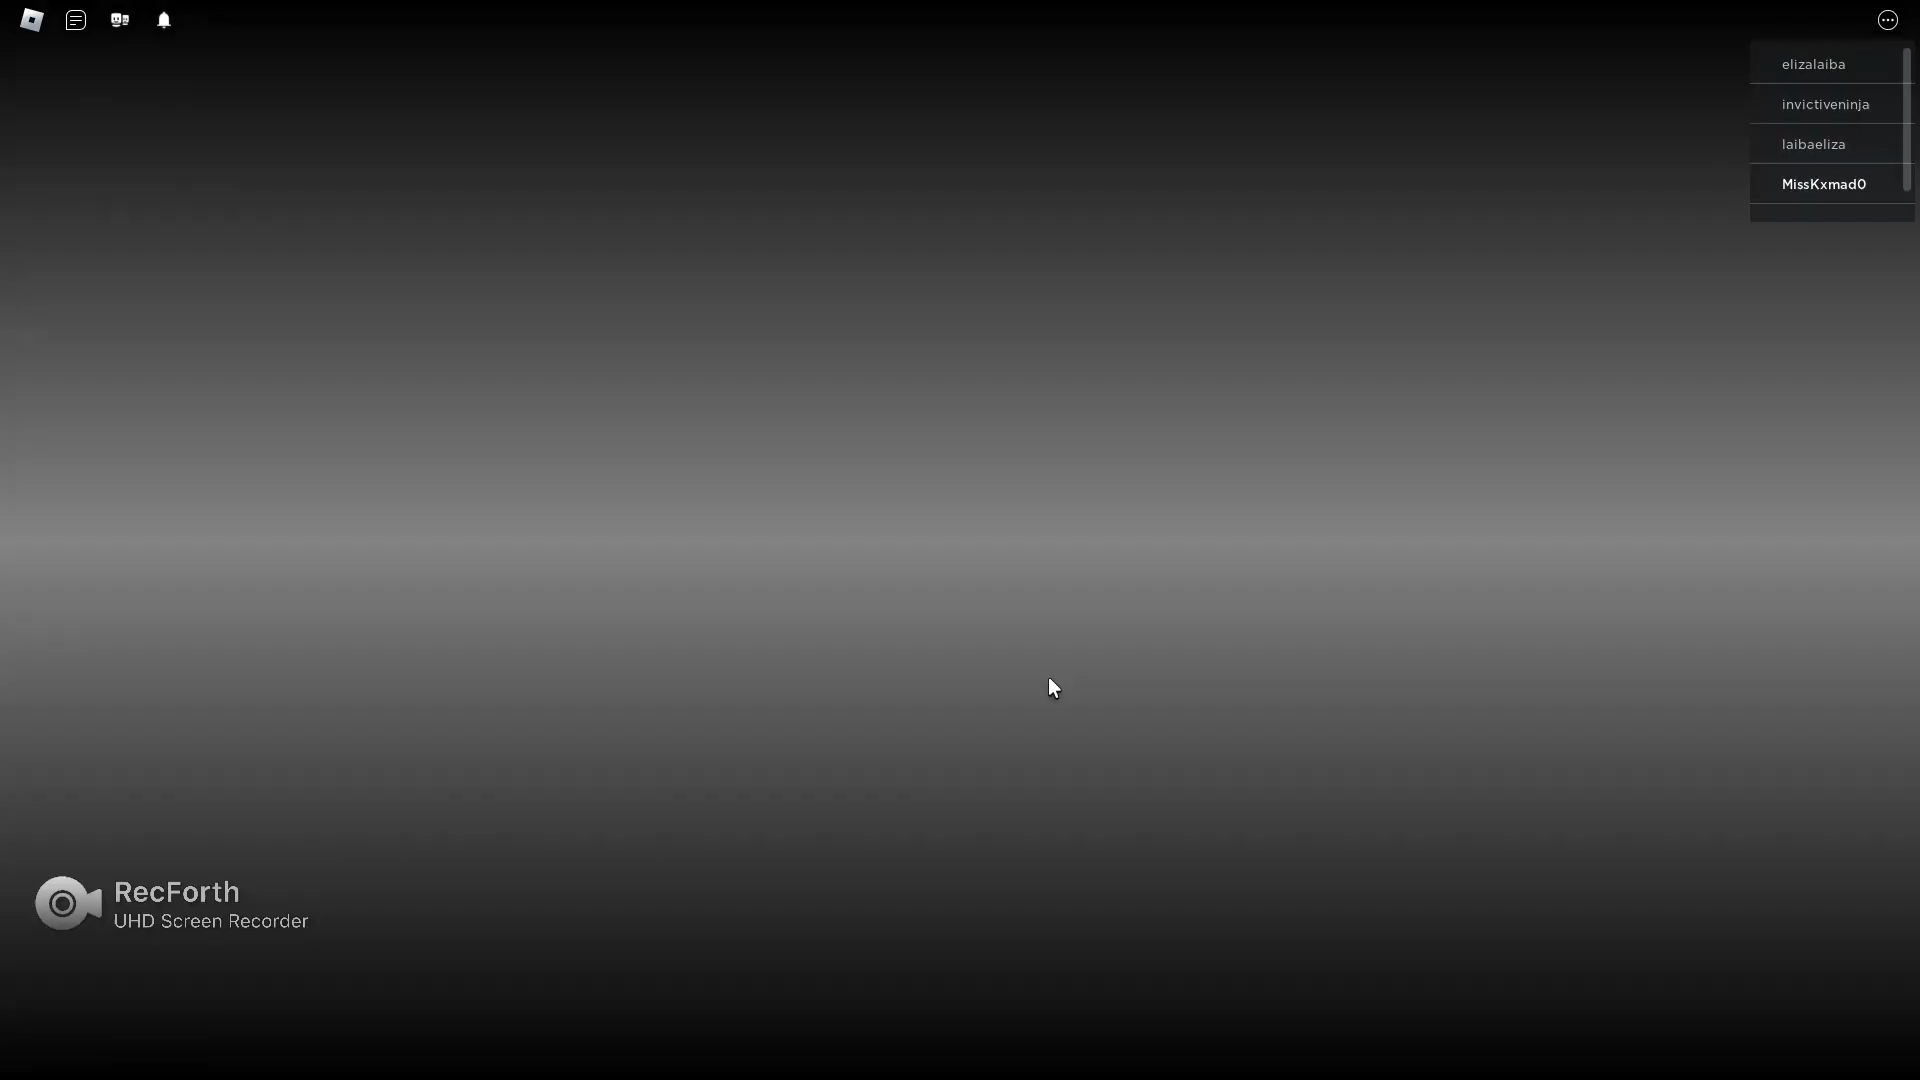 elizalaiba
invictiveninja
laibaeliza
MissKxmad0
RecForth
UHD Screen Recorder